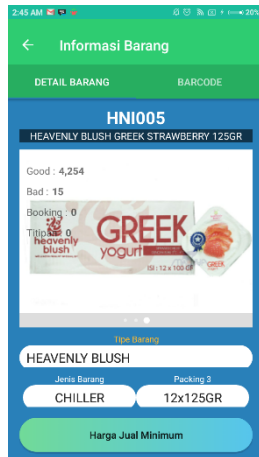 2:45 AM
20%
Informasi Barang
DETAIL BARANG
BARCODE
HNI005
HEAVENLY BLUSH GREEK STRAWBERRY 125GR
Good : 4,254
Bad : 15
Booking : 0
Titipan : 0
heavenly
blush
GREEK
yogurt
ISI : 12 x 100 GR
Tipe Barang
HEAVENLY BLUSH
Jenis Barang
Packing 3
CHILLER
12x125GR
Harga Jual Minimum